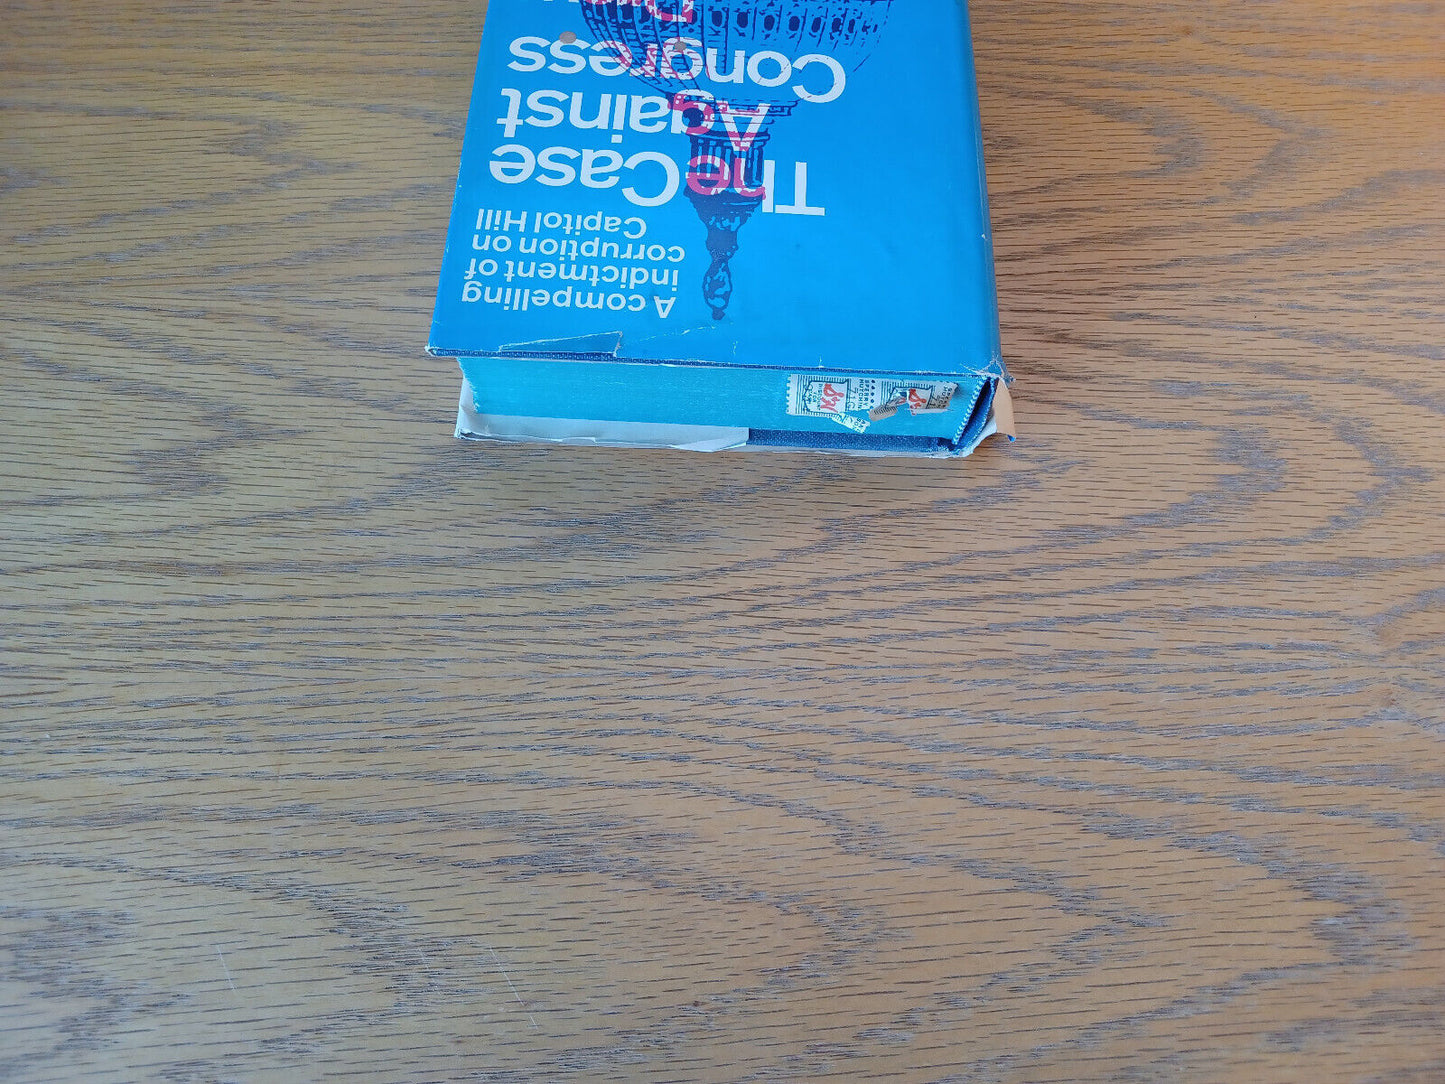 A compelling
indictment of
corruption on
Capitol Hill
The Case
Against
Congress
S&H